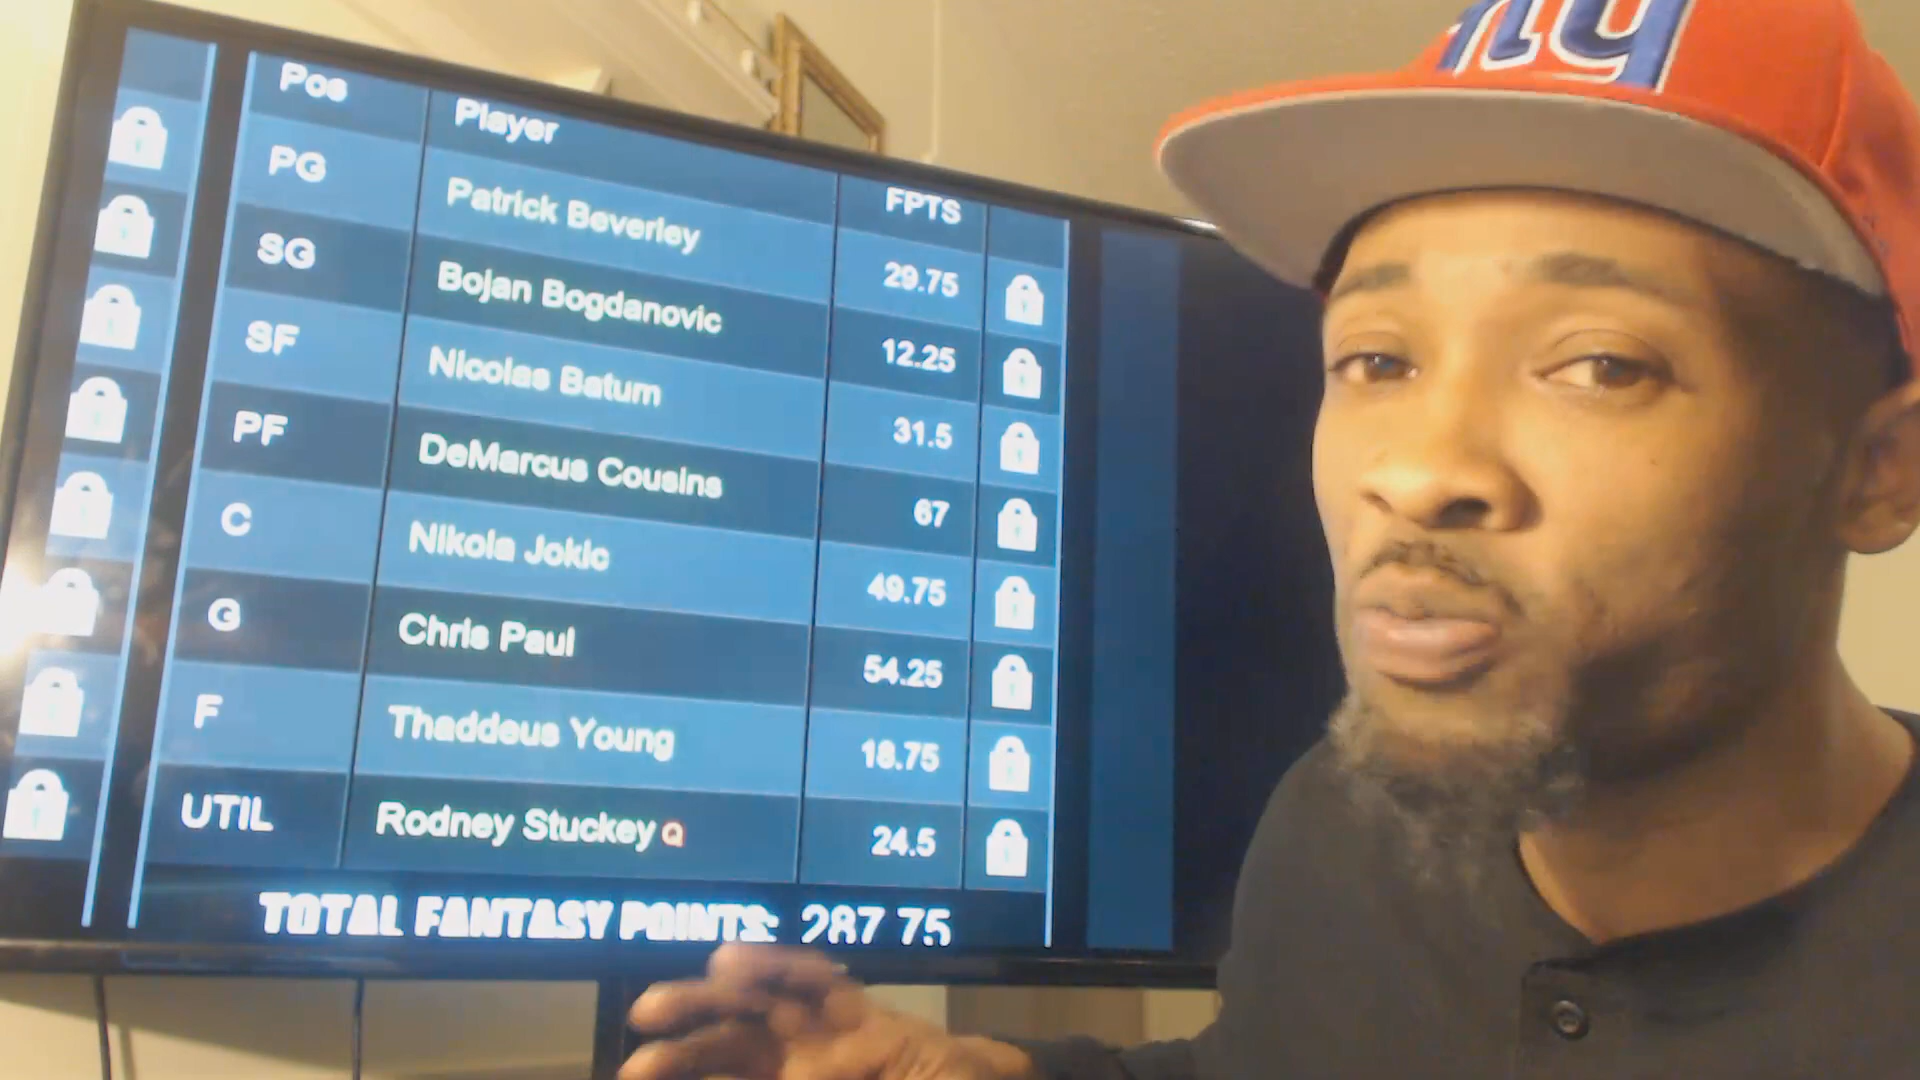 ny
Pos Player FPTS
PG Patrick Beverley 29.75
SG Bojan Bogdanovic 12.25
SF Nicolas Batum 31.5
PF DeMarcus Cousins 67
C Nikola Jokic 49.75
G Chris Paul 54.25
F Thaddeus Young 18.75
UTIL Rodney Stuckey Q 24.5
TOTAL FANTASY POINTS: 287.75